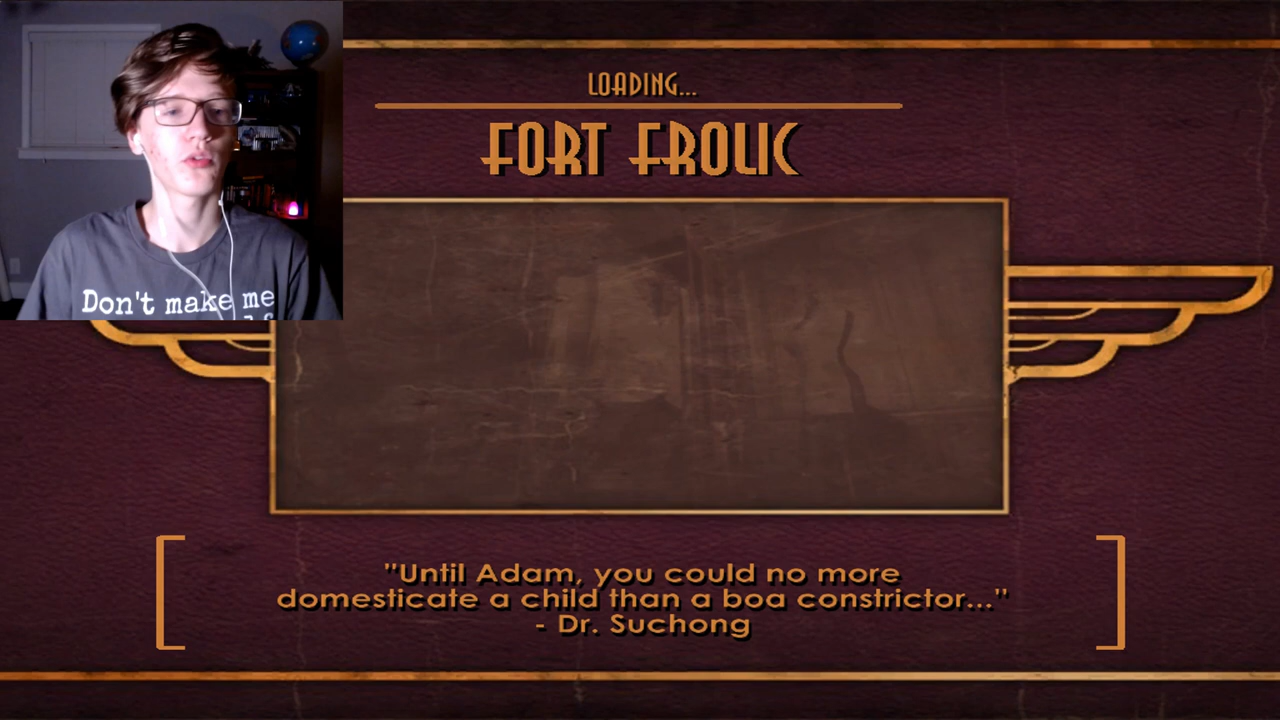 LOADING...
FORT FROLIC
Don't make me
"Until Adam, you could no more
domesticate a child than a boa constrictor..."
- Dr. Suchong